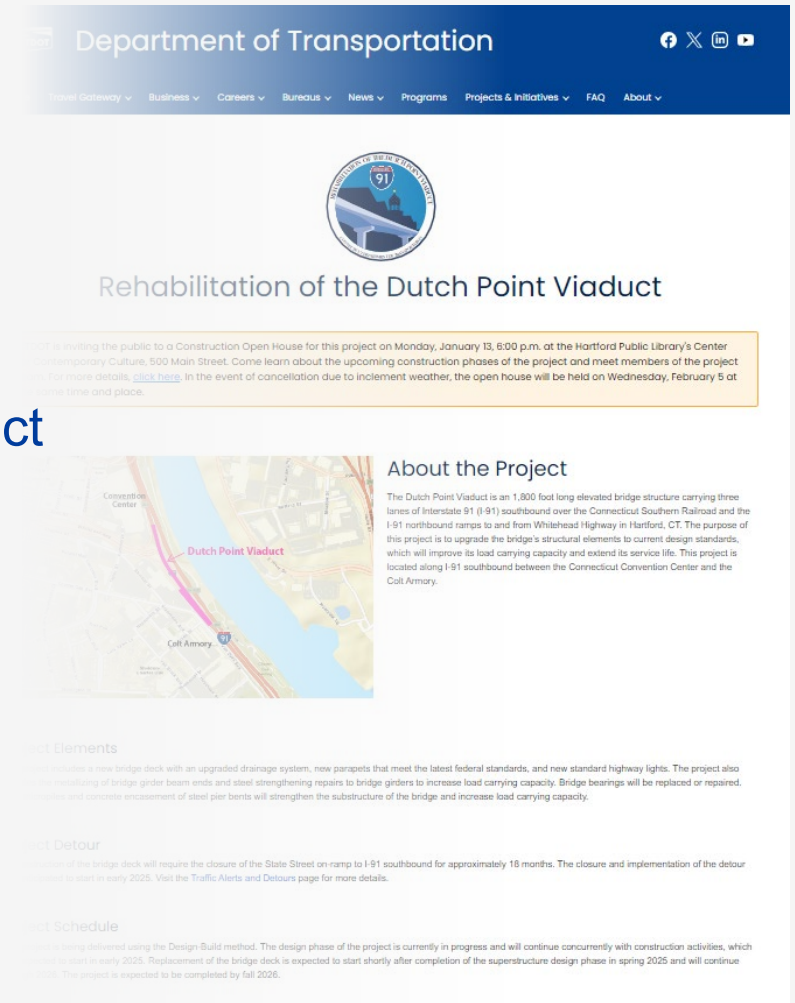 Department of Transportation
Travel Gateway Business Careers Bureaus News Programs Projects & Initiatives FAQ About
REHABILITATION OF THE DUTCH POINT VIADUCT
91
Rehabilitation of the Dutch Point Viaduct
is inviting the public to a Construction Open House for this project on Monday, January 13, 6:00 p.m. at the Hartford Public Library's Center
Contemporary Culture, 500 Main Street. Come learn about the upcoming construction phases of the project and meet members of the project
For more details, click here. In the event of cancellation due to inclement weather, the open house will be held on Wednesday, February 5 at
time and place.
ct
Convention
Center
Dutch Point Viaduct
Colt Armory
91
About the Project
The Dutch Point Viaduct is an 1,800 foot long elevated bridge structure carrying three
lanes of Interstate 91 (I-91) southbound over the Connecticut Southern Railroad and the
I-91 northbound ramps to and from Whitehead Highway in Hartford, CT. The purpose of
this project is to upgrade the bridge's structural elements to current design standards,
which will improve its load carrying capacity and extend its service life. This project is
located along I-91 southbound between the Connecticut Convention Center and the
Colt Armory.
Elements
includes a new bridge deck with an upgraded drainage system, new parapets that meet the latest federal standards, and new standard highway lights. The project also
of bridge girder beam ends and steel strengthening repairs to bridge girders to increase load carrying capacity. Bridge bearings will be replaced or repaired.
and concrete encasement of steel pier bents will strengthen the substructure of the bridge and increase load carrying capacity.
Detour
of the bridge deck will require the closure of the State Street on-ramp to I-91 southbound for approximately 18 months. The closure and implementation of the detour
to start in early 2025. Visit the Traffic Alerts and Detours page for more details.
Schedule
being delivered using the Design-Build method. The design phase of the project is currently in progress and will continue concurrently with construction activities, which
start in early 2025. Replacement of the bridge deck is expected to start shortly after completion of the superstructure design phase in spring 2025 and will continue
The project is expected to be completed by fall 2026.